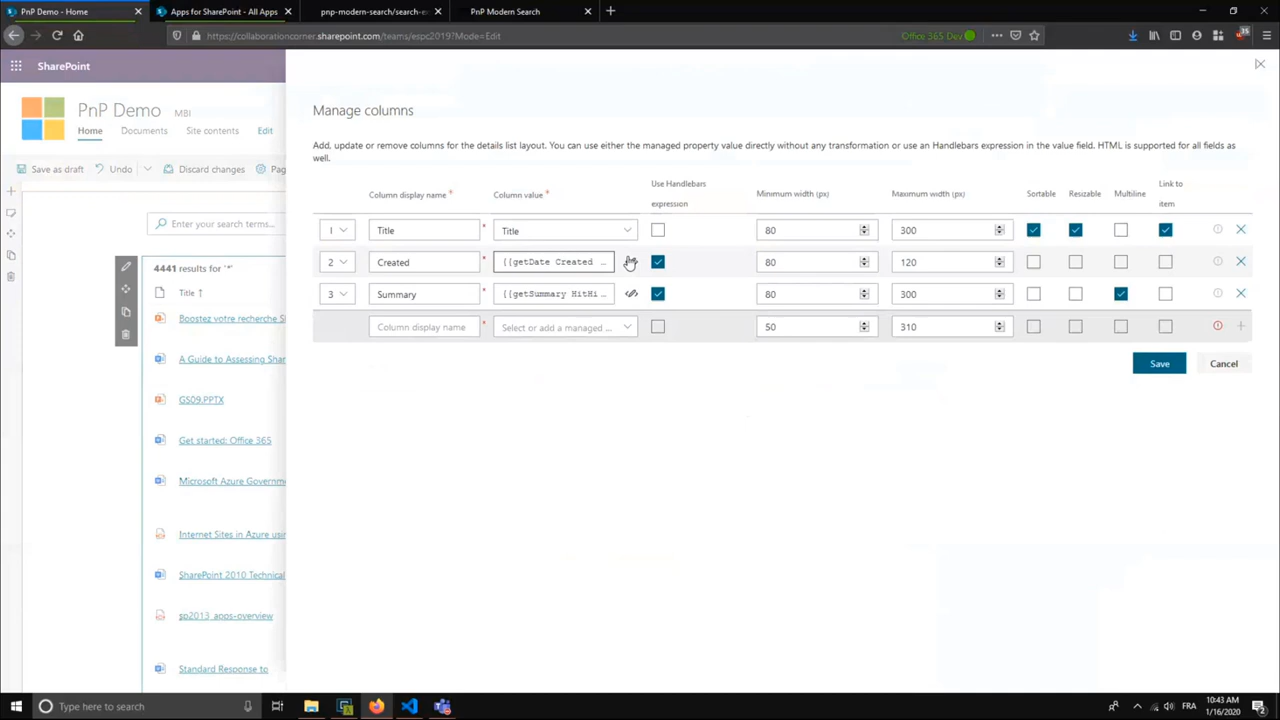 PnP Demo - Home
Apps for SharePoint - All Apps
pnp-modern-search/search-ex
PnP Modern Search
https://collaborationcorner.sharepoint.com/teams/espc2019?Mode=Edit
Office 365 Dev
35
SharePoint
PnP Demo
MBI
Home
Documents
Site contents
Edit
Save as draft
Undo
Discard changes
Pag
Enter your search terms...
4441 results for '*'
Title ↑
Boostez votre recherche S
A Guide to Assessing Shar
GS09.PPTX
Get started: Office 365
Microsoft Azure Governm
Internet Sites in Azure usin
SharePoint 2010 Technical
sp2013_apps-overview
Standard Response to
Manage columns
Add, update or remove columns for the details list layout. You can use either the managed property value directly without any transformation or use an Handlebars expression in the value field. HTML is supported for all fields as
well.
Column display name *
Column value *
Use Handlebars
expression
Minimum width (px)
Maximum width (px)
Sortable
Resizable
Multiline
Link to
item
1 Title * Title 80 300
2 Created * {{getDate Created ... 80 120
3 Summary * {{getSummary HitHi... 80 300
Column display name * Select or add a managed ... 50 310
Save
Cancel
Type here to search
FRA
10:43 AM
1/16/2020
2